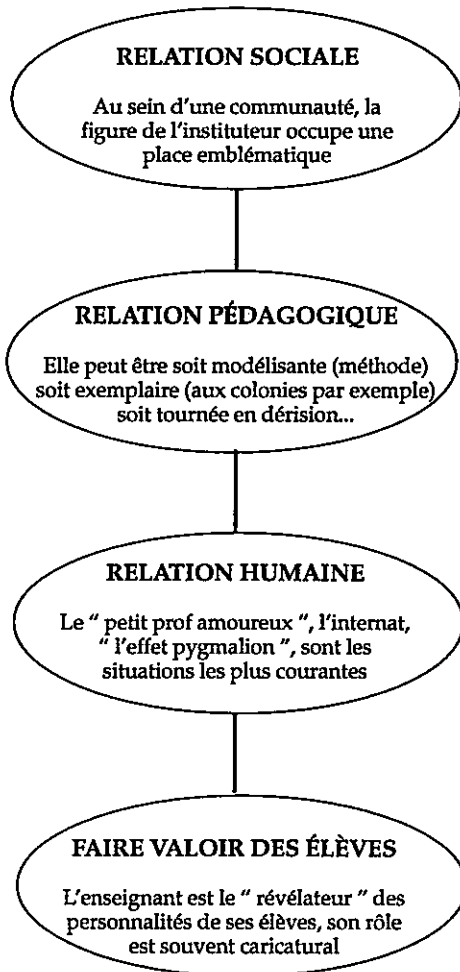 RELATION SOCIALE
Au sein d'une communauté, la
figure de l'instituteur occupe une
place emblématique
RELATION PÉDAGOGIQUE
Elle peut être soit modélisante (méthode)
soit exemplaire (aux colonies par exemple)
soit tournée en dérision...
RELATION HUMAINE
Le " petit prof amoureux ", l'internat,
" l'effet pygmalion ", sont les
situations les plus courantes
FAIRE VALOIR DES ÉLÈVES
L'enseignant est le " révélateur " des
personnalités de ses élèves, son rôle
est souvent caricatural